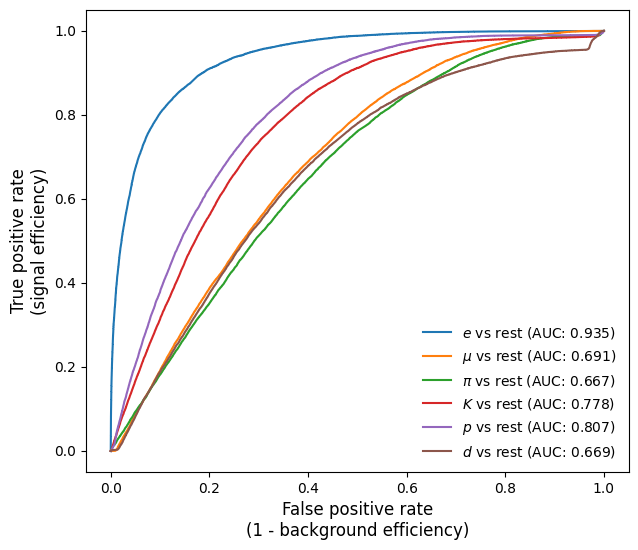 1.0
0.8
0.6
0.4
0.2
0.0
True positive rate
(signal efficiency)
e vs rest (AUC: 0.935)
μ vs rest (AUC: 0.691)
π vs rest (AUC: 0.667)
K vs rest (AUC: 0.778)
p vs rest (AUC: 0.807)
d vs rest (AUC: 0.669)
0.0 0.2 0.4 0.6 0.8 1.0
False positive rate
(1 - background efficiency)